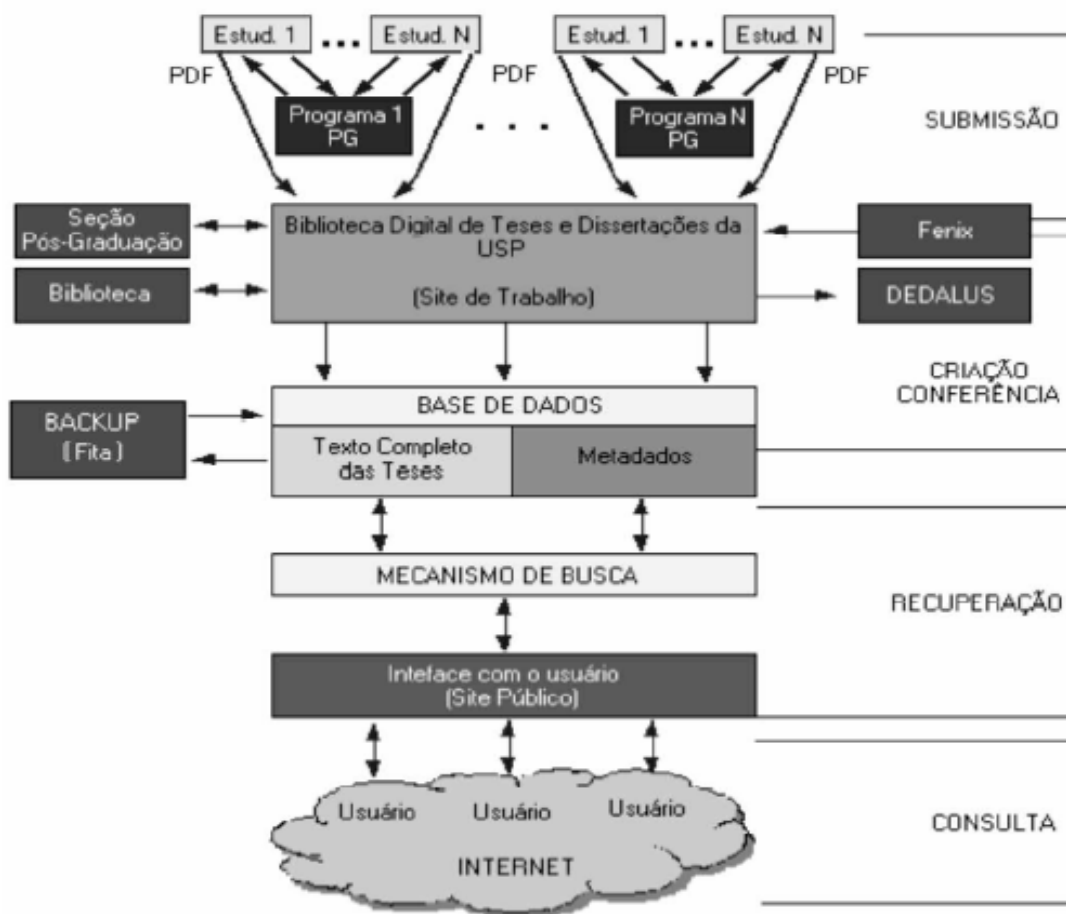 Estud. 1 ... Estud. N Estud. 1 ... Estud. N
PDF PDF PDF
Programa 1
PG
. . .
Programa N
PG
SUBMISSÃO
Seção
Pós-Graduação
Biblioteca Digital de Teses e Dissertações da
USP
(Site de Trabalho)
Fenix
Biblioteca
DEDALUS
CRIAÇÃO
CONFERÊNCIA
BACKUP
(Fita)
BASE DE DADOS
Texto Completo
das Teses
Metadados
MECANISMO DE BUSCA
RECUPERAÇÃO
Inteface com o usuário
(Site Público)
Usuário Usuário Usuário
INTERNET
CONSULTA